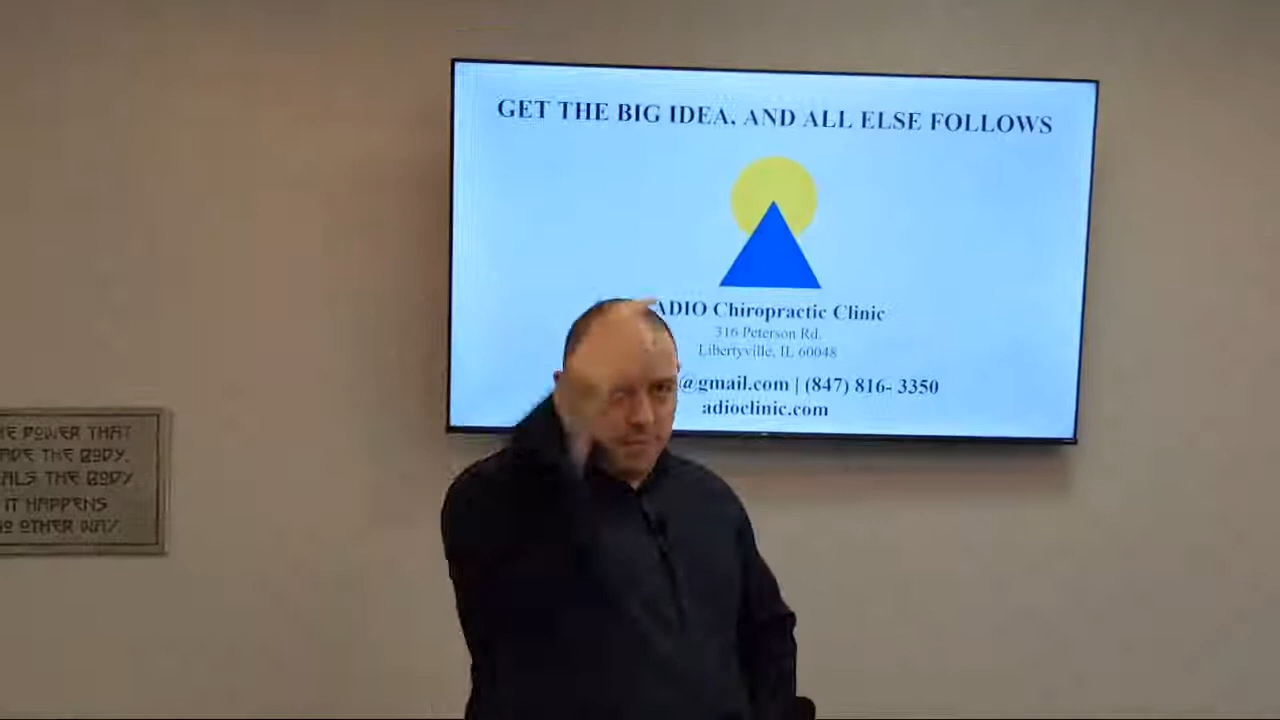 GET THE BIG IDEA, AND ALL ELSE FOLLOWS
ADIO Chiropractic Clinic
316 Peterson Rd.
Libertyville, IL 60048
@gmail.com | (847) 816- 3350
adioclinic.com
POWER THAT
THE BODY,
THE BODY
IT HAPPENS
OTHER WAY